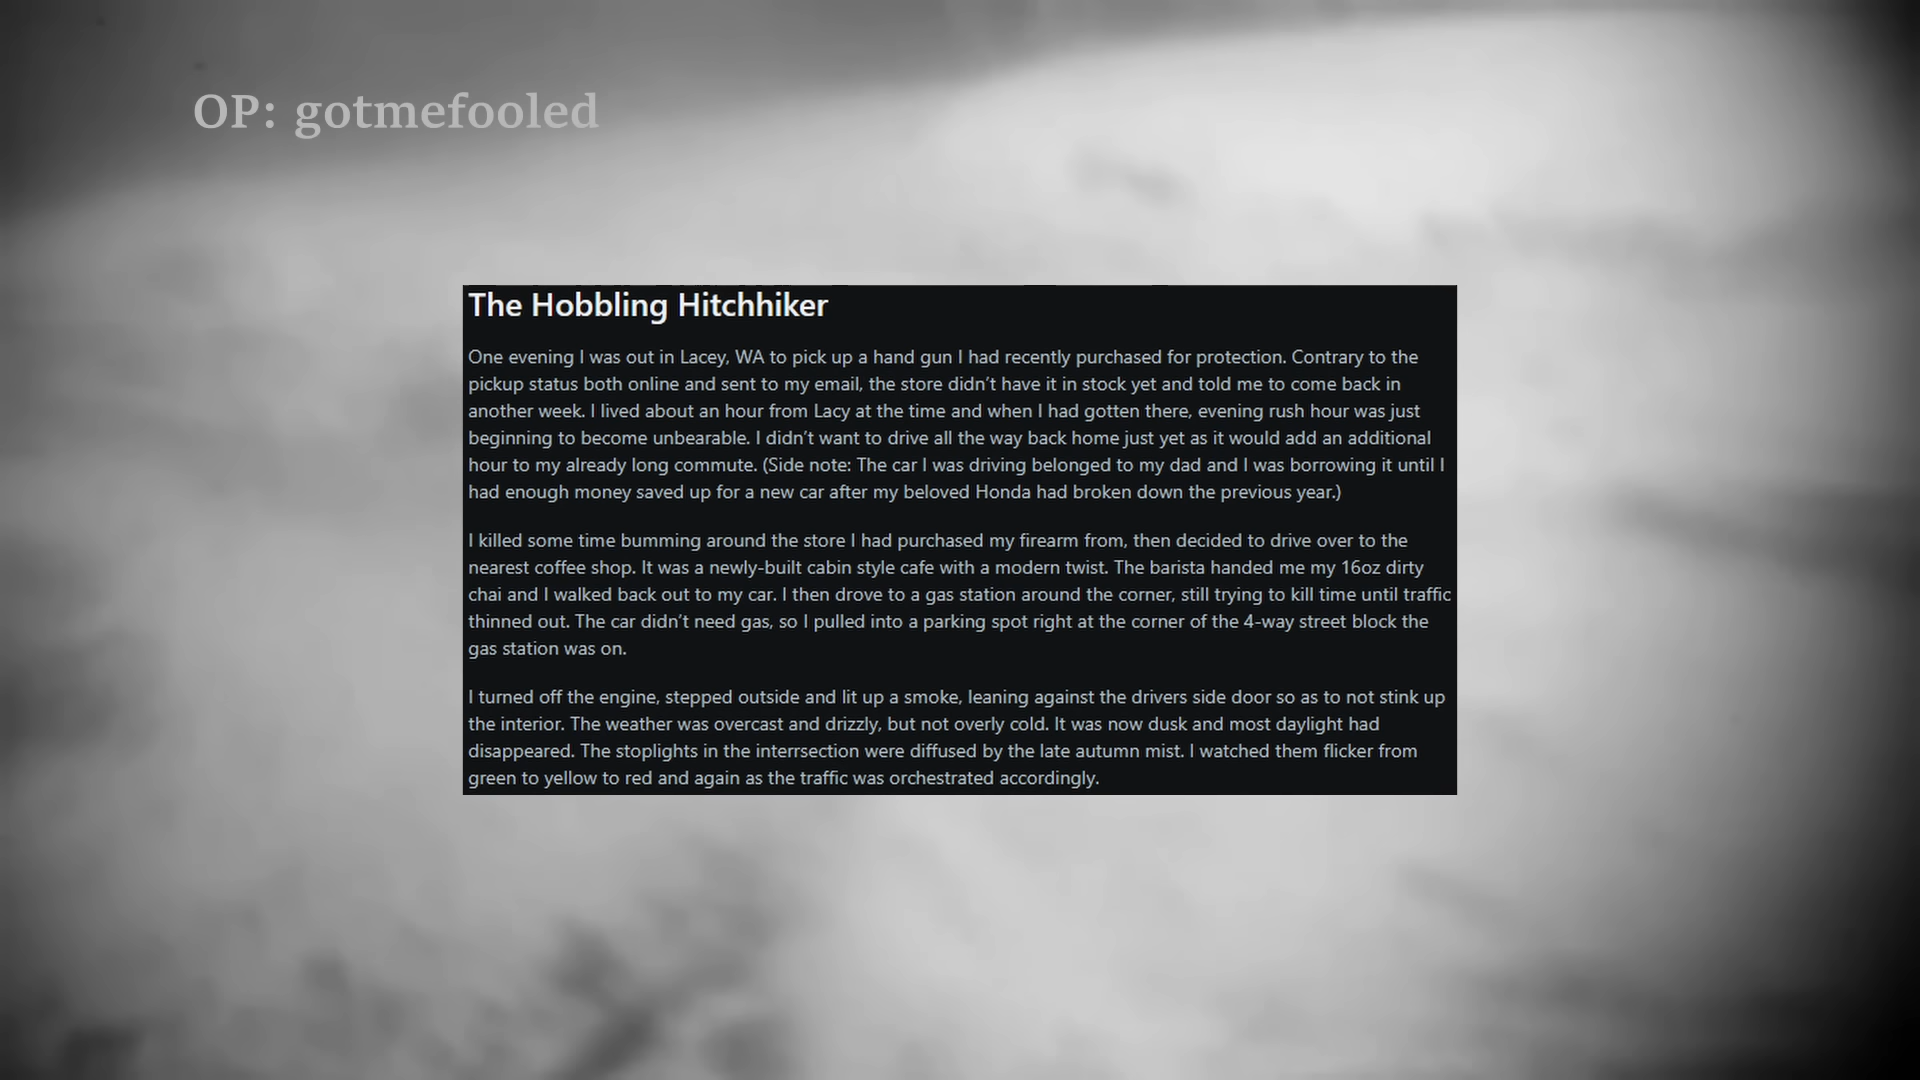 OP: gotmefooled
The Hobbling Hitchhiker
One evening I was out in Lacey, WA to pick up a hand gun I had recently purchased for protection. Contrary to the
pickup status both online and sent to my email, the store didn’t have it in stock yet and told me to come back in
another week. I lived about an hour from Lacy at the time and when I had gotten there, evening rush hour was just
beginning to become unbearable. I didn’t want to drive all the way back home just yet as it would add an additional
hour to my already long commute. (Side note: The car I was driving belonged to my dad and I was borrowing it until I
had enough money saved up for a new car after my beloved Honda had broken down the previous year.)
I killed some time bumming around the store I had purchased my firearm from, then decided to drive over to the
nearest coffee shop. It was a newly-built cabin style cafe with a modern twist. The barista handed me my 16oz dirty
chai and I walked back out to my car. I then drove to a gas station around the corner, still trying to kill time until traffic
thinned out. The car didn’t need gas, so I pulled into a parking spot right at the corner of the 4-way street block the
gas station was on.
I turned off the engine, stepped outside and lit up a smoke, leaning against the drivers side door so as to not stink up
the interior. The weather was overcast and drizzly, but not overly cold. It was now dusk and most daylight had
disappeared. The stoplights in the interrsection were diffused by the late autumn mist. I watched them flicker from
green to yellow to red and again as the traffic was orchestrated accordingly.